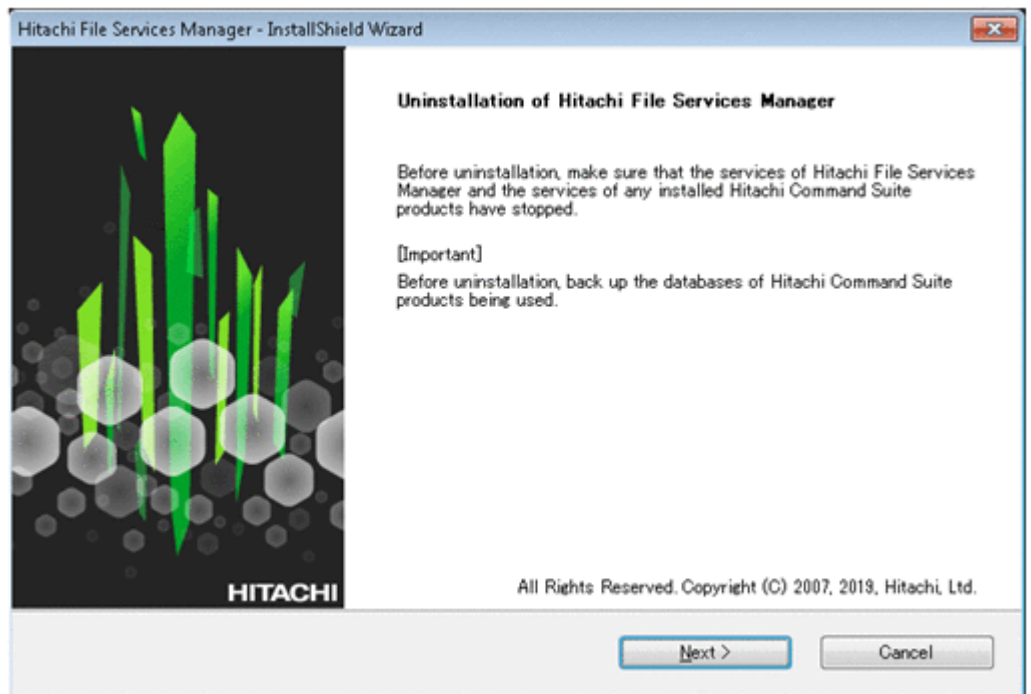 Hitachi File Services Manager - InstallShield Wizard
Uninstallation of Hitachi File Services Manager
Before uninstallation, make sure that the services of Hitachi File Services
Manager and the services of any installed Hitachi Command Suite
products have stopped.
[Important]
Before uninstallation, back up the databases of Hitachi Command Suite
products being used.
HITACHI
All Rights Reserved. Copyright (C) 2007, 2019, Hitachi, Ltd.
Next >
Cancel